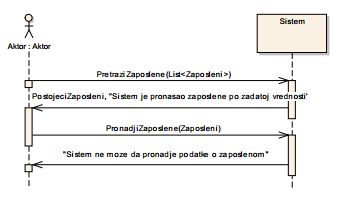 Sistem
Aktor : Aktor
PretraziZaposlene(List<Zaposleni>)
PostojeciZaposleni, "Sistem je pronasao zaposlene po zadatoj vrednosti"
PronadjiZaposlene(Zaposleni)
"Sistem ne moze da pronadje podatke o zaposlenom"